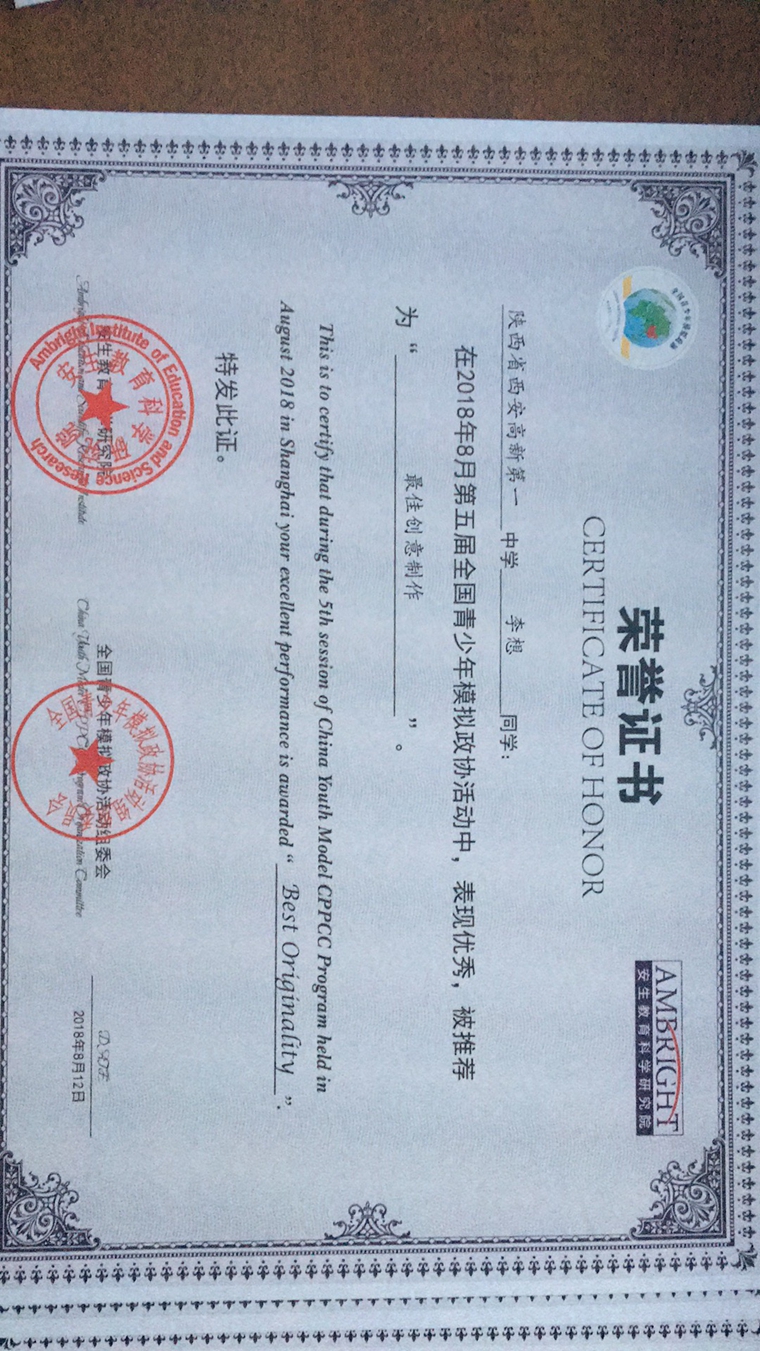 荣誉证书
CERTIFICATE OF HONOR
AMBRIGHT
安生教育科学研究院
陕西省西安高新第一 中学 李想 同学：
在2018年8月第五届全国青少年模拟政协活动中，表现优秀，被推荐
为“ 最佳创意制作 ”。
This is to certify that during the 5th session of China Youth Model CPPCC Program held in
August 2018 in Shanghai your excellent performance is awarded “ Best Originality ”.
特发此证。
安生教育科学研究院
Ambright Institute of Education and Science Research
全国青少年模拟政协活动组委会
China Youth Model CPPCC Program Organization Committee
2018年8月12日